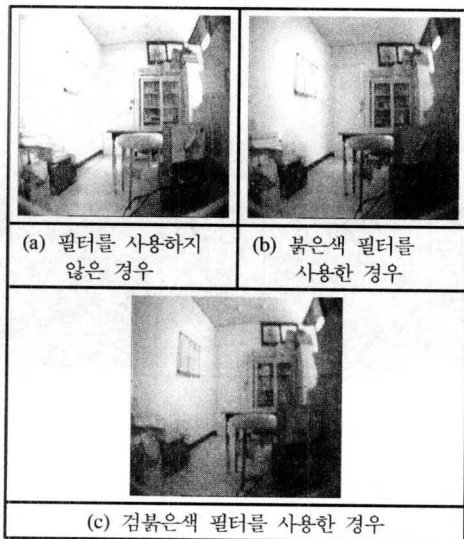 (a) 필터를 사용하지
않은 경우
(b) 붉은색 필터를
사용한 경우
(c) 검붉은색 필터를 사용한 경우